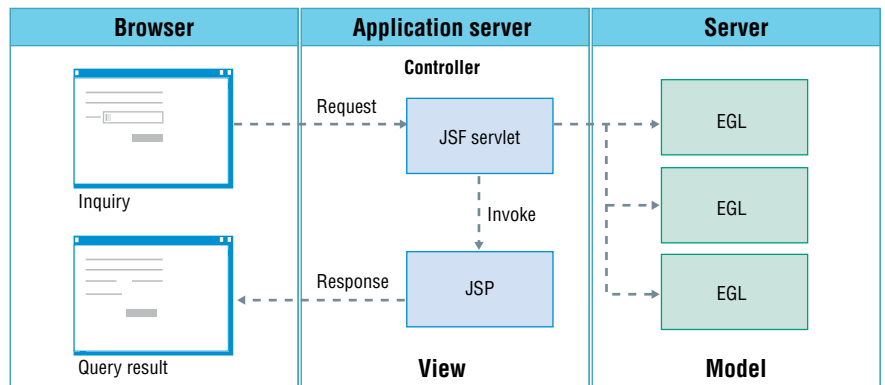 Browser
Application server
Server
Controller
Request
JSF servlet
EGL
Inquiry
Invoke
EGL
Response
JSP
EGL
Query result
View
Model